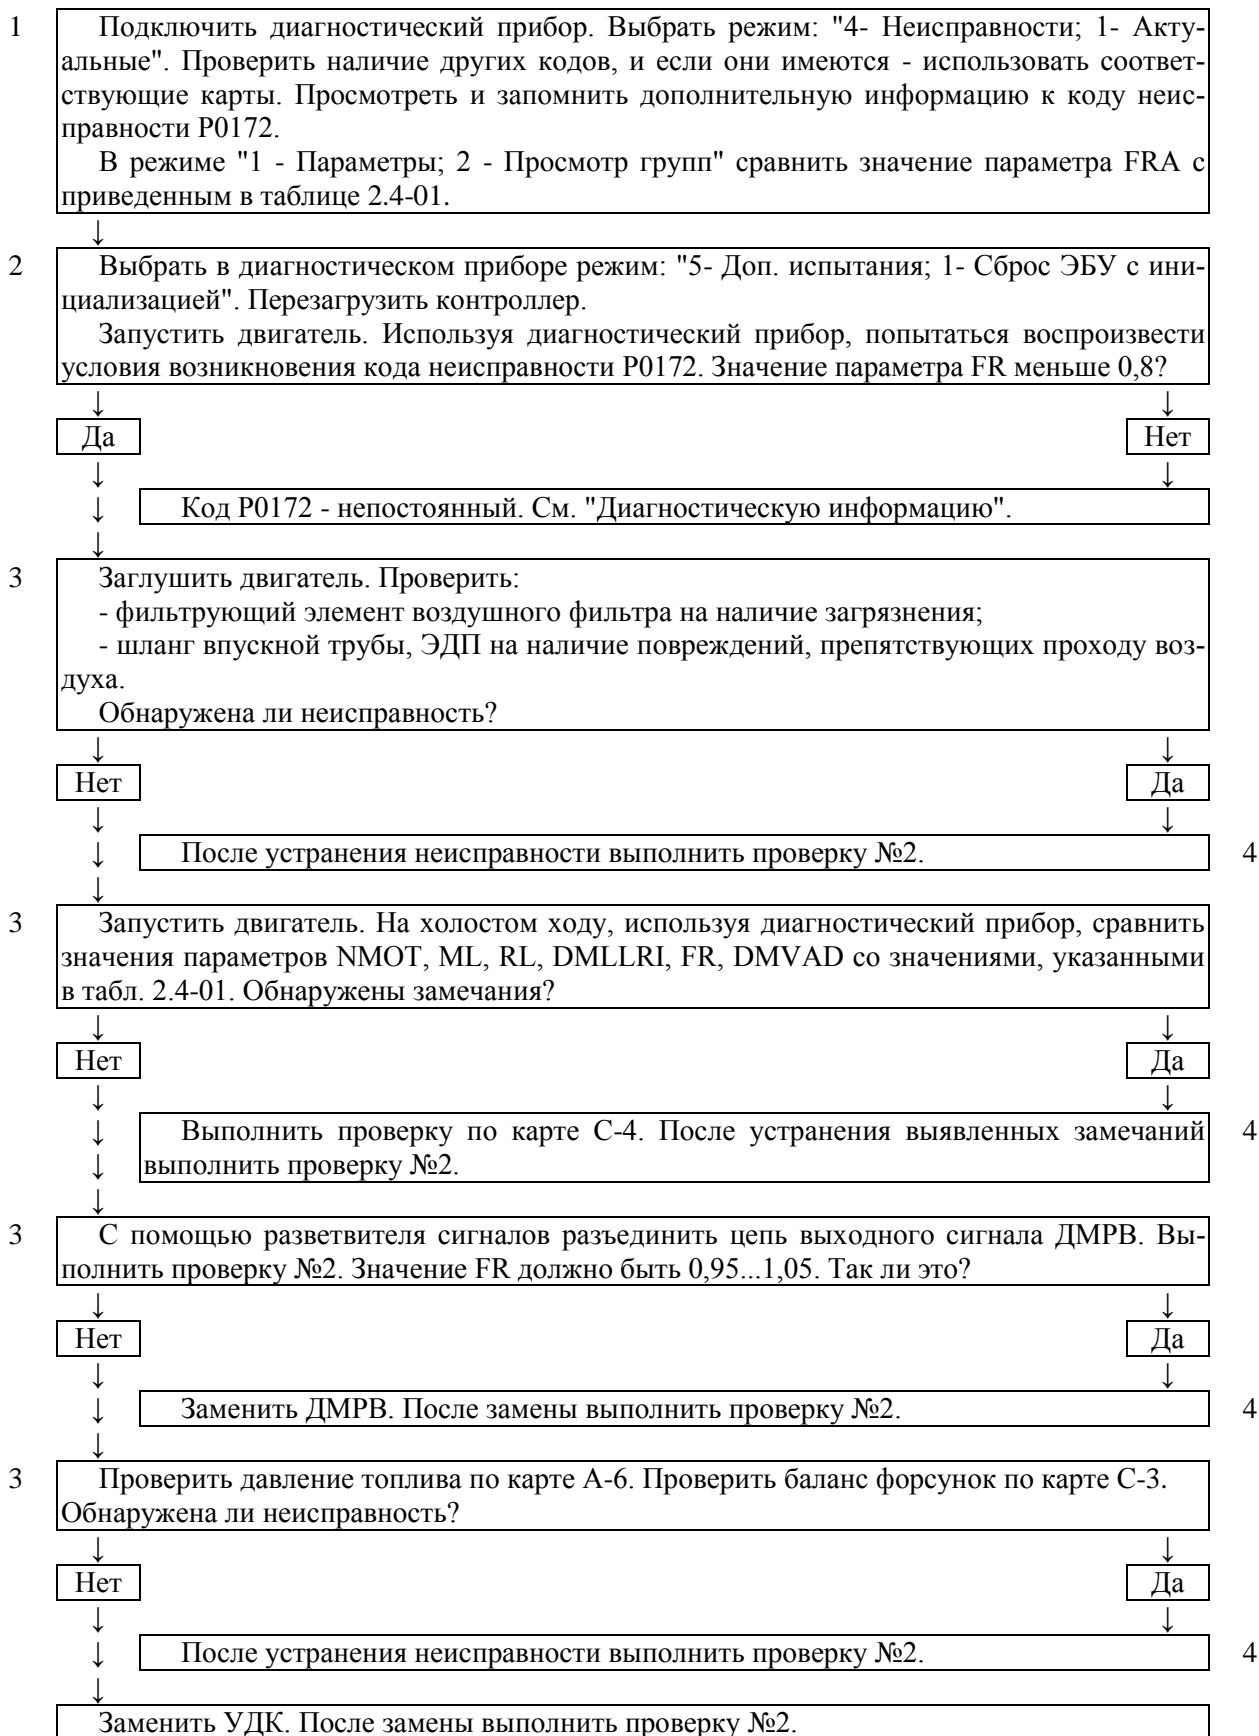 1 Подключить диагностический прибор. Выбрать режим: "4- Неисправности; 1- Акту-
альные". Проверить наличие других кодов, и если они имеются - использовать соответ-
ствующие карты. Просмотреть и запомнить дополнительную информацию к коду неис-
правности P0172.
В режиме "1 - Параметры; 2 - Просмотр групп" сравнить значение параметра FRA с
приведенным в таблице 2.4-01.
↓
2 Выбрать в диагностическом приборе режим: "5- Доп. испытания; 1- Сброс ЭБУ с ини-
циализацией". Перезагрузить контроллер.
Запустить двигатель. Используя диагностический прибор, попытаться воспроизвести
условия возникновения кода неисправности P0172. Значение параметра FR меньше 0,8?
↓ ↓
Да Нет
↓ ↓
↓ Код P0172 - непостоянный. См. "Диагностическую информацию".
↓
3 Заглушить двигатель. Проверить:
- фильтрующий элемент воздушного фильтра на наличие загрязнения;
- шланг впускной трубы, ЭДП на наличие повреждений, препятствующих проходу воз-
духа.
Обнаружена ли неисправность?
↓ ↓
Нет Да
↓ ↓
↓ После устранения неисправности выполнить проверку №2. 4
↓
3 Запустить двигатель. На холостом ходу, используя диагностический прибор, сравнить
значения параметров NMOT, ML, RL, DMLLRI, FR, DMVAD со значениями, указанными
в табл. 2.4-01. Обнаружены замечания?
↓ ↓
Нет Да
↓ ↓
↓ Выполнить проверку по карте С-4. После устранения выявленных замечаний 4
↓ выполнить проверку №2.
↓
3 С помощью разветвителя сигналов разъединить цепь выходного сигнала ДМРВ. Вы-
полнить проверку №2. Значение FR должно быть 0,95...1,05. Так ли это?
↓ ↓
Нет Да
↓ ↓
↓ Заменить ДМРВ. После замены выполнить проверку №2. 4
↓
3 Проверить давление топлива по карте А-6. Проверить баланс форсунок по карте С-3.
Обнаружена ли неисправность?
↓ ↓
Нет Да
↓ ↓
↓ После устранения неисправности выполнить проверку №2. 4
↓
Заменить УДК. После замены выполнить проверку №2.